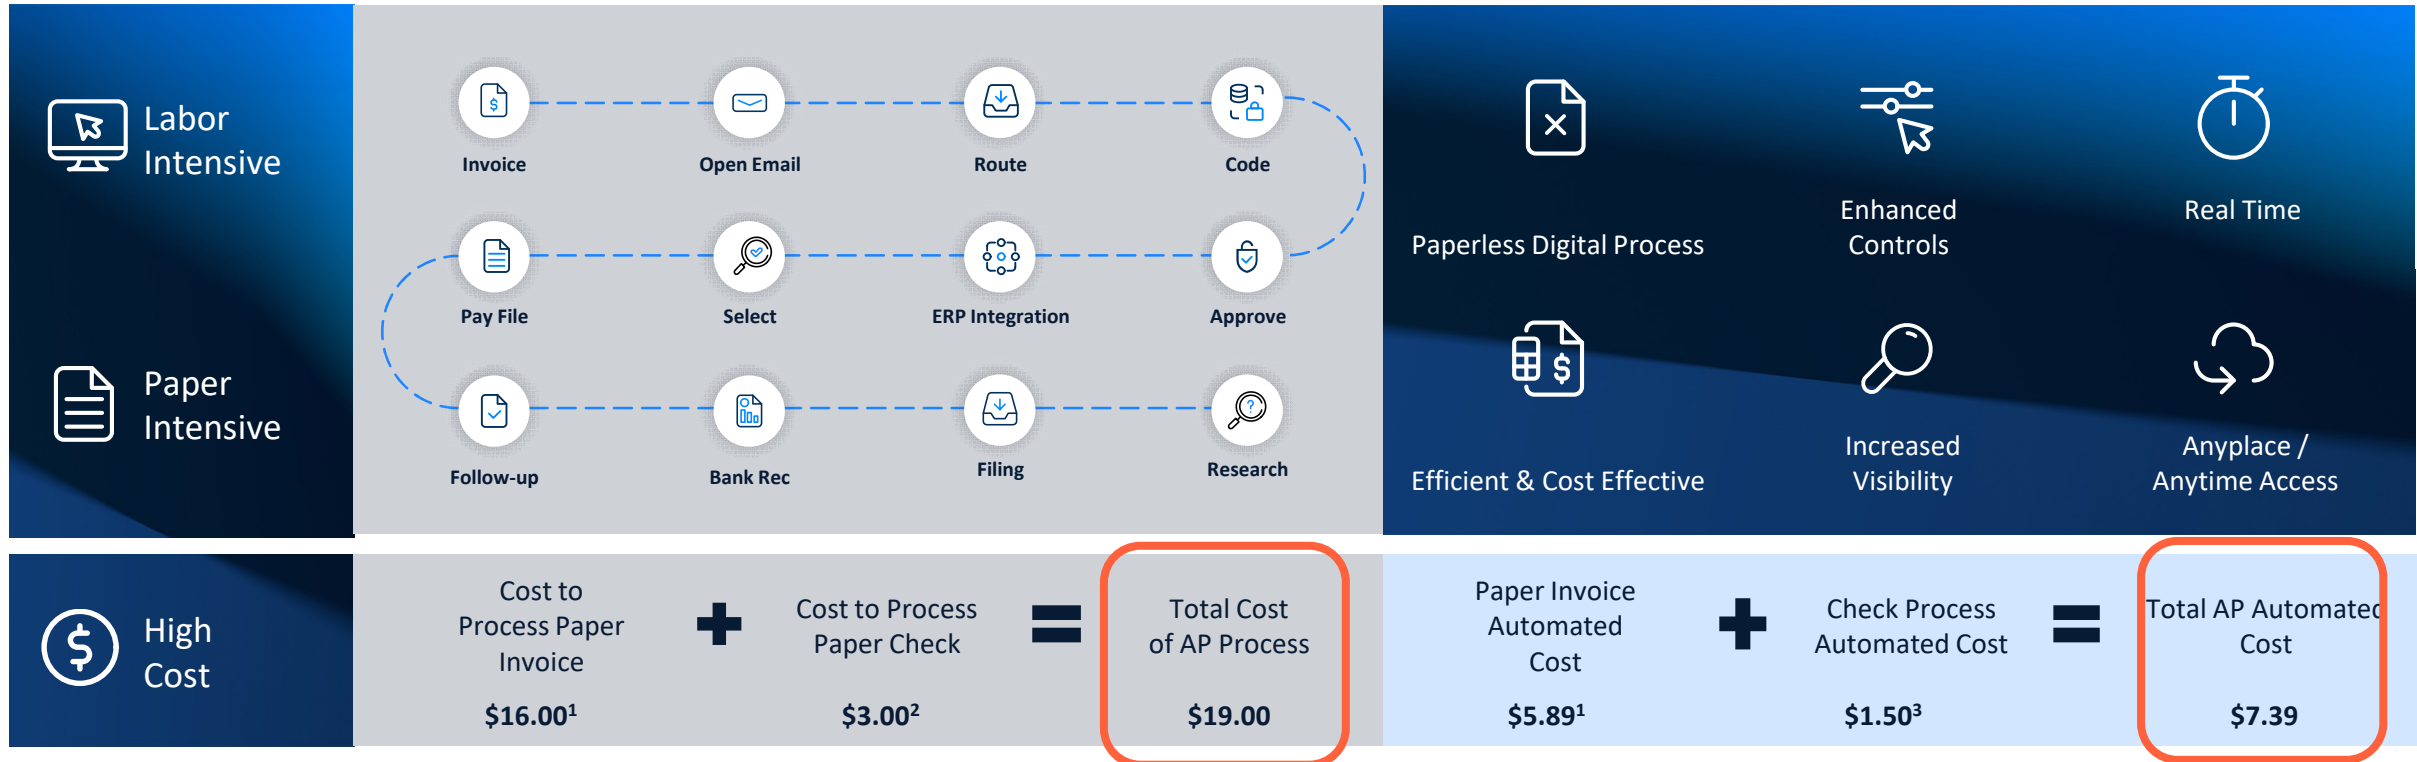 Labor
Intensive
Paper
Intensive
Invoice
Open Email
Route
Code
Pay File
Select
ERP Integration
Approve
Follow-up
Bank Rec
Filing
Research
Paperless Digital Process
Enhanced
Controls
Real Time
Efficient & Cost Effective
Increased
Visibility
Anyplace /
Anytime Access
High
Cost
Cost to
Process Paper
Invoice
$16.00¹
Cost to Process
Paper Check
$3.00²
Total Cost
of AP Process
$19.00
Paper Invoice
Automated
Cost
$5.89¹
Check Process
Automated Cost
$1.50³
Total AP Automated
Cost
$7.39